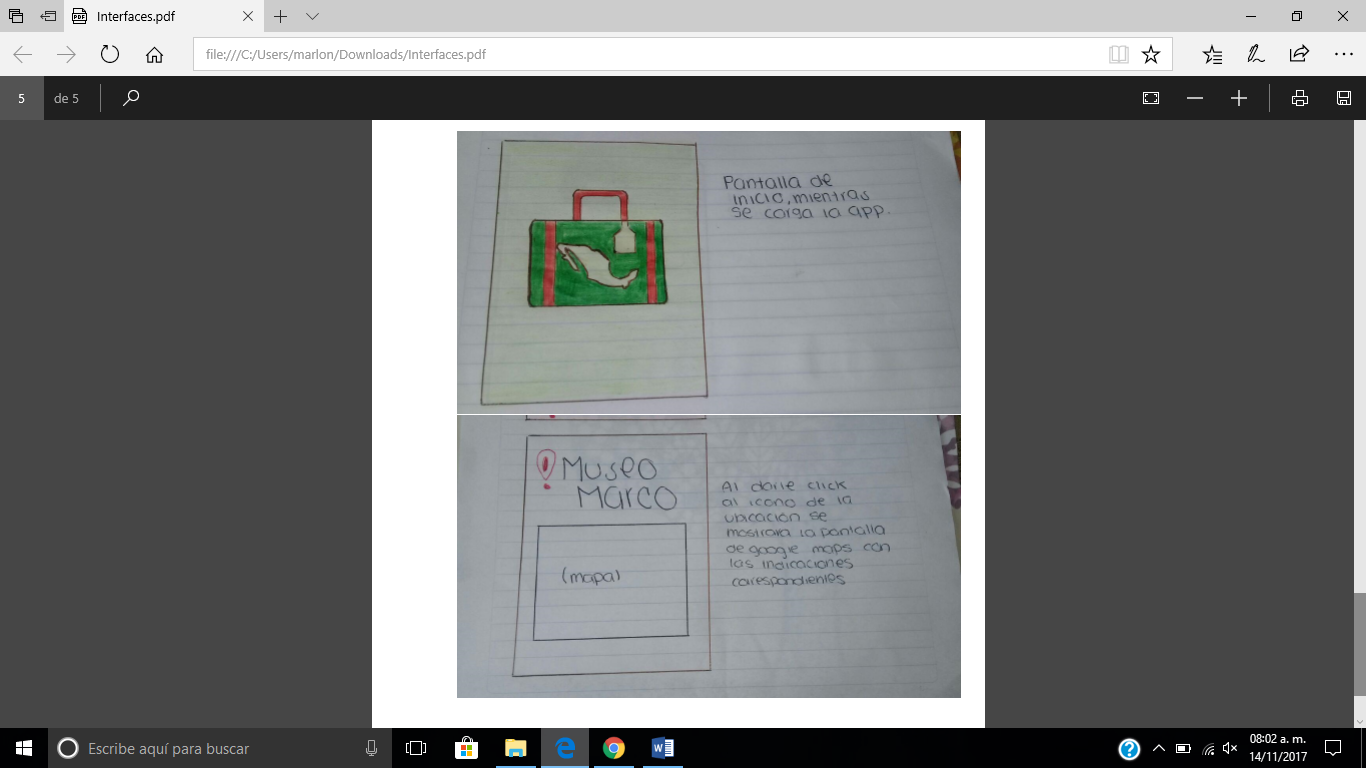 Interfaces.pdf
file:///C:/Users/marlon/Downloads/Interfaces.pdf
5 de 5
Pantalla de
inicio, mientras
se carga la app.
! Museo
Marco
(mapa)
Al darle click
al icono de la
ubicación se
mostrara la pantalla
de google maps con
las indicaciones
correspondientes
Escribe aquí para buscar
08:02 a. m.
14/11/2017